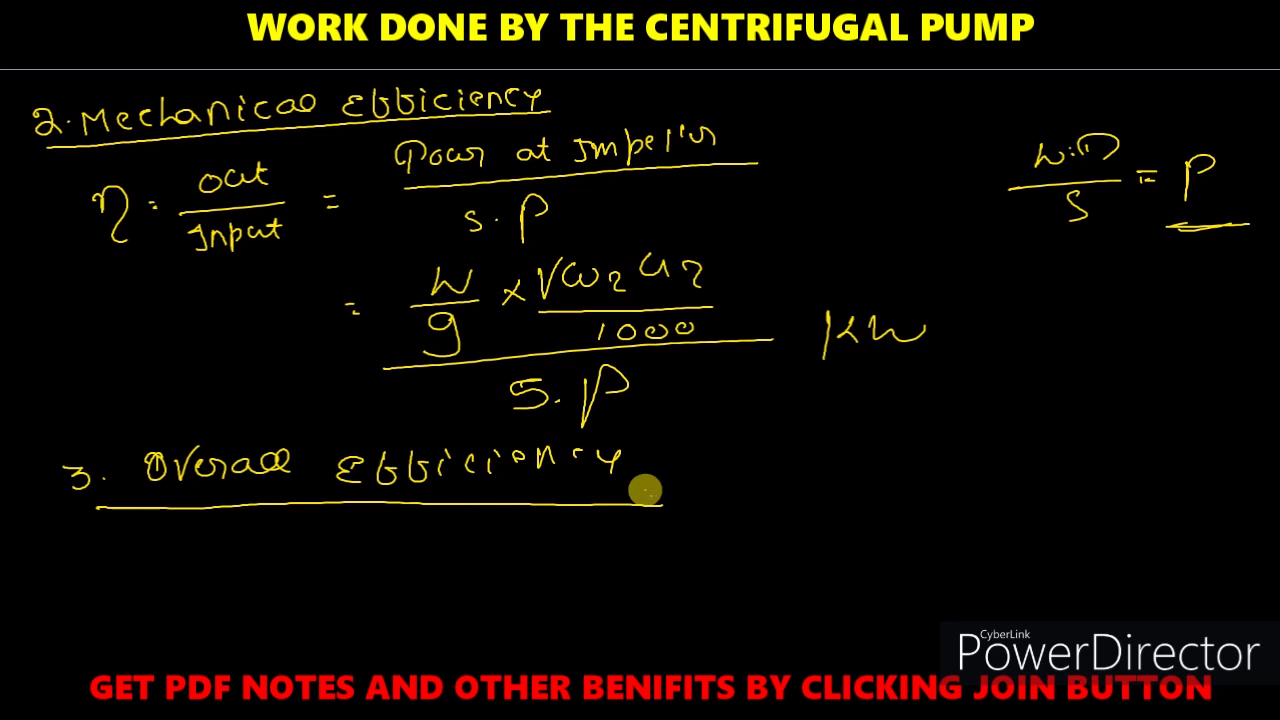 WORK DONE BY THE CENTRIFUGAL PUMP
2. Mechanical Efficiency
η = out / Input = Power at Impeller / S.P
W.D / S = P
= W / g × Vw2 u2 / 1000 / S.P KW
3. Overall Efficiency
CyberLink
PowerDirector
GET PDF NOTES AND OTHER BENIFITS BY CLICKING JOIN BUTTON